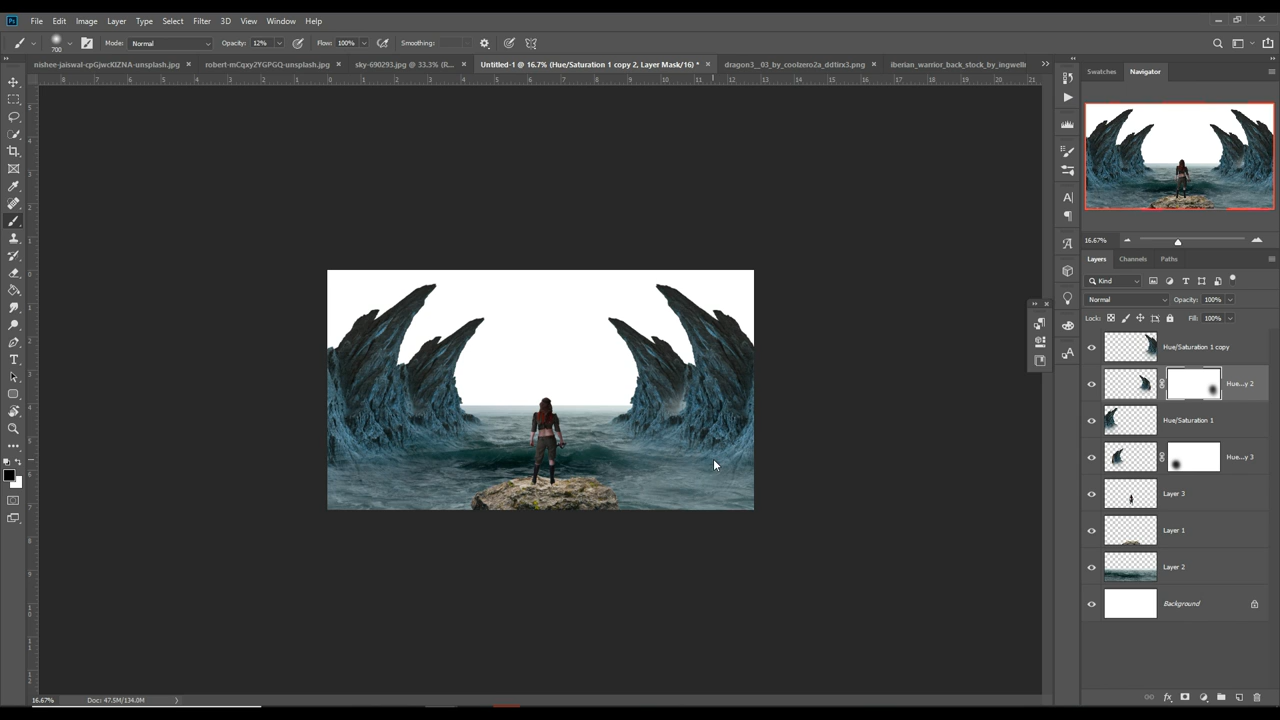 Ps File Edit Image Layer Type Select Filter 3D View Window Help
700 Mode: Normal Opacity: 12% Flow: 100% Smoothing:
nishee-jaiswal-cpGjwcKIZNA-unsplash.jpg × robert-mCqxy2YGPGQ-unsplash.jpg × sky-690293.jpg @ 33.3% (R... × Untitled-1 @ 16.7% (Hue/Saturation 1 copy 2, Layer Mask/16) * × dragon3__03_by_coolzero2a_ddtirx3.png × iberian_warrior_back_stock_by_ingwelli
Swatches Navigator
16.67%
Layers Channels Paths
Kind
Normal Opacity: 100%
Lock: Fill: 100%
Hue/Saturation 1 copy
Hue...y 2
Hue/Saturation 1
Hue...y 3
Layer 3
Layer 1
Layer 2
Background
16.67% Doc: 47.5M/134.0M